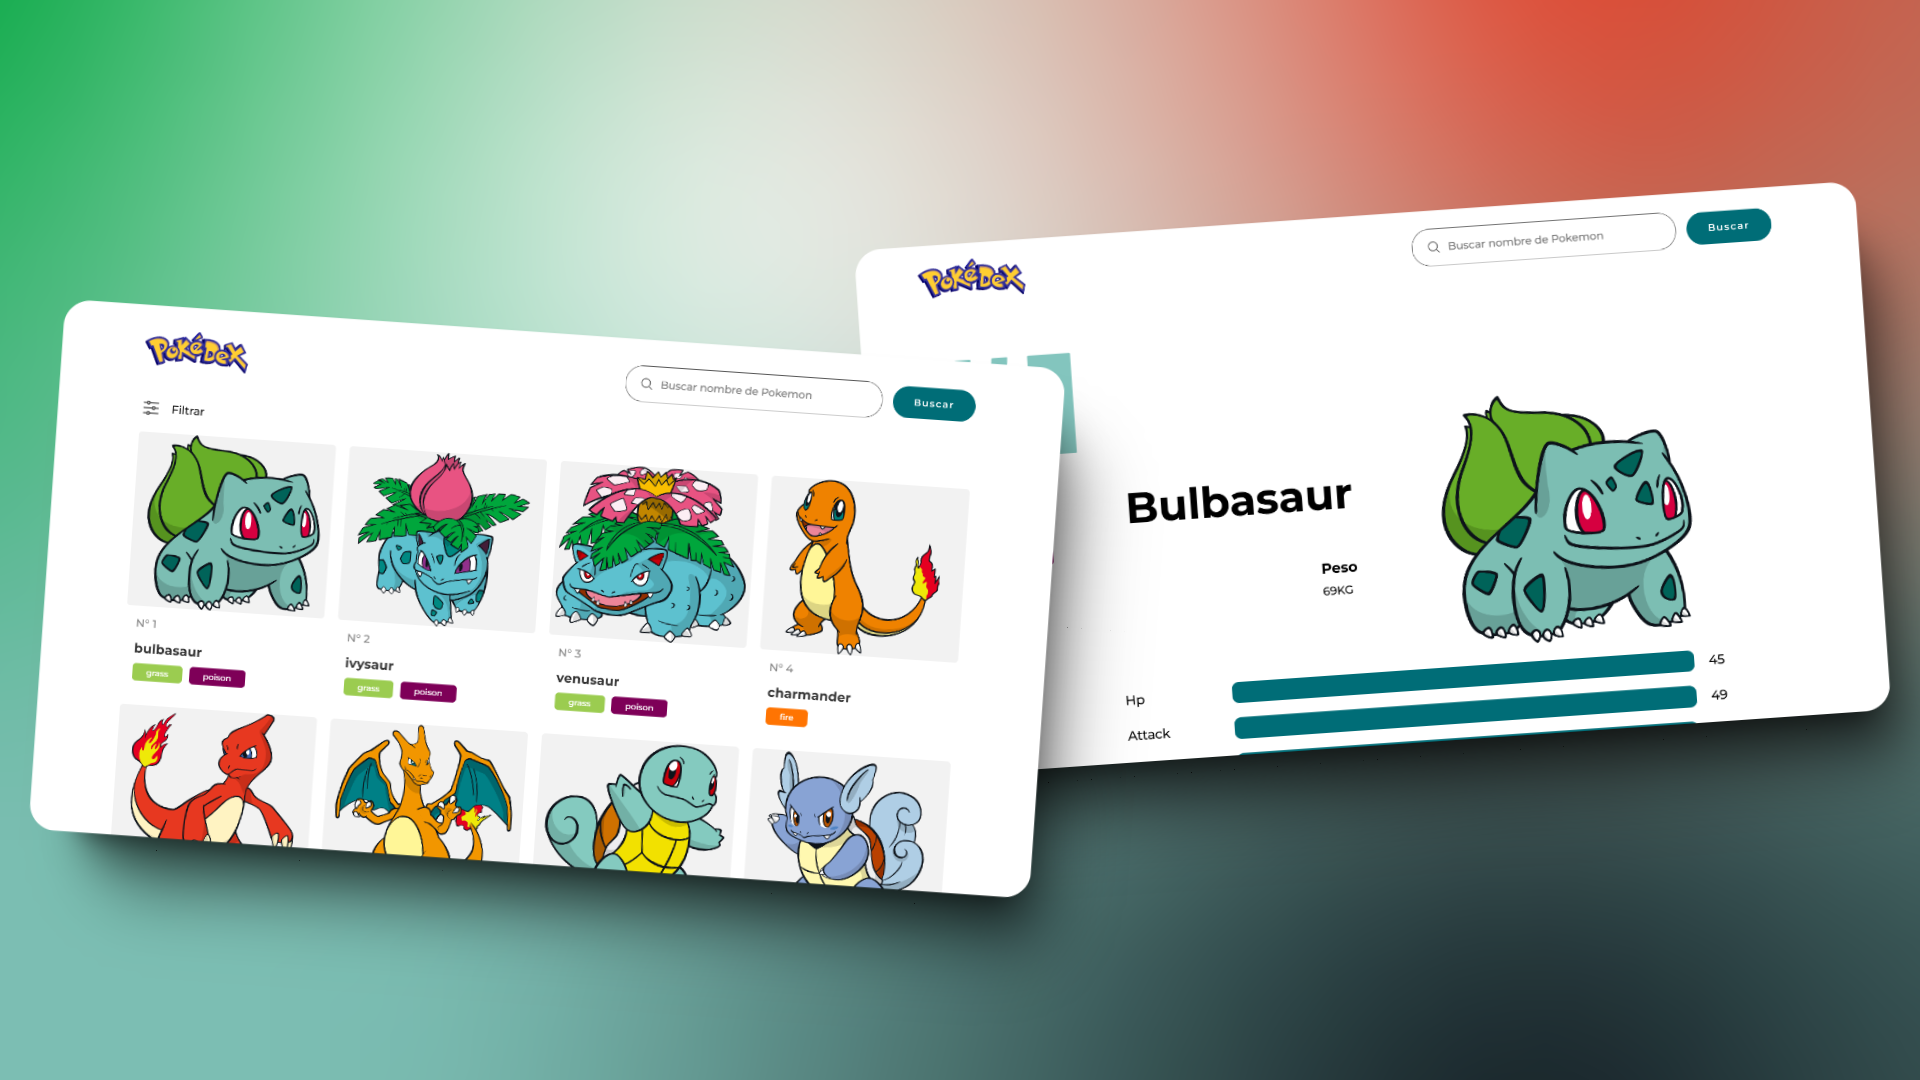 PokéDex
Buscar nombre de Pokemon
Buscar
Filtrar
N° 1
bulbasaur
grass poison
N° 2
ivysaur
grass poison
N° 3
venusaur
grass poison
N° 4
charmander
fire
PokéDex
Buscar nombre de Pokemon
Buscar
Bulbasaur
Peso
69KG
Hp 45
Attack 49